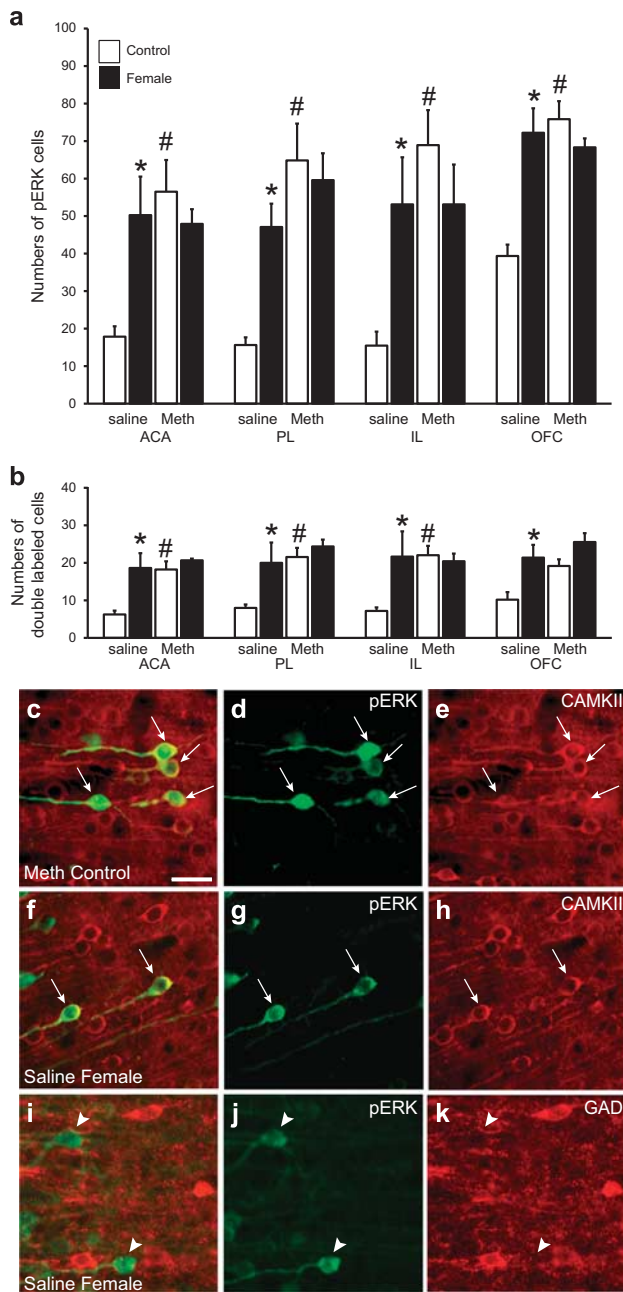 a
100
90
80
70
60
50
40
30
20
10
0
Numbers of pERK cells
Control
Female
* # * # * # * #
saline Meth saline Meth saline Meth saline Meth
ACA PL IL OFC
b
40
30
20
10
0
Numbers of
double labeled cells
* # * # * # *
saline Meth saline Meth saline Meth saline Meth
ACA PL IL OFC
c
Meth Control
d pERK
e CAMKII
f
Saline Female
g pERK
h CAMKII
i
Saline Female
j pERK
k GAD